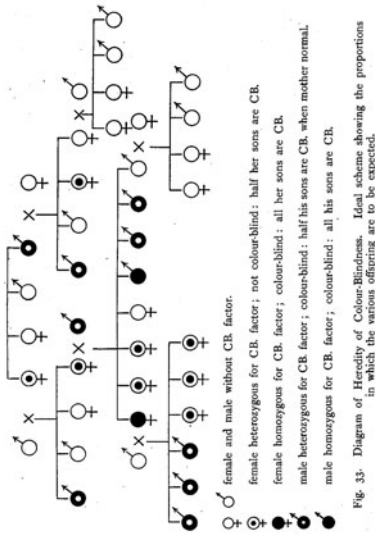 female and male without CB. factor.
female heterozygous for CB. factor; not colour-blind: half her sons are CB.
female homozygous for CB. factor; colour-blind: all her sons are CB.
male heterozygous for CB. factor; colour-blind: half his sons are CB. when mother normal.
male homozygous for CB. factor; colour-blind: all his sons are CB.
Fig. 33. Diagram of Heredity of Colour-Blindness. Ideal scheme showing the proportions
in which the various offspring are to be expected.